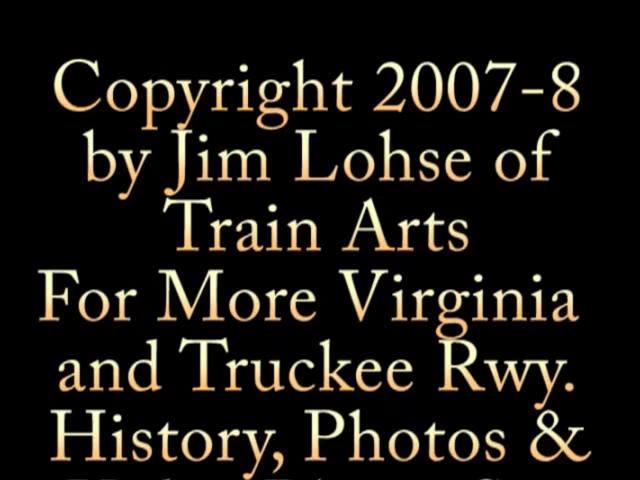 Copyright 2007-8
by Jim Lohse of
Train Arts
For More Virginia
and Truckee Rwy.
History, Photos &